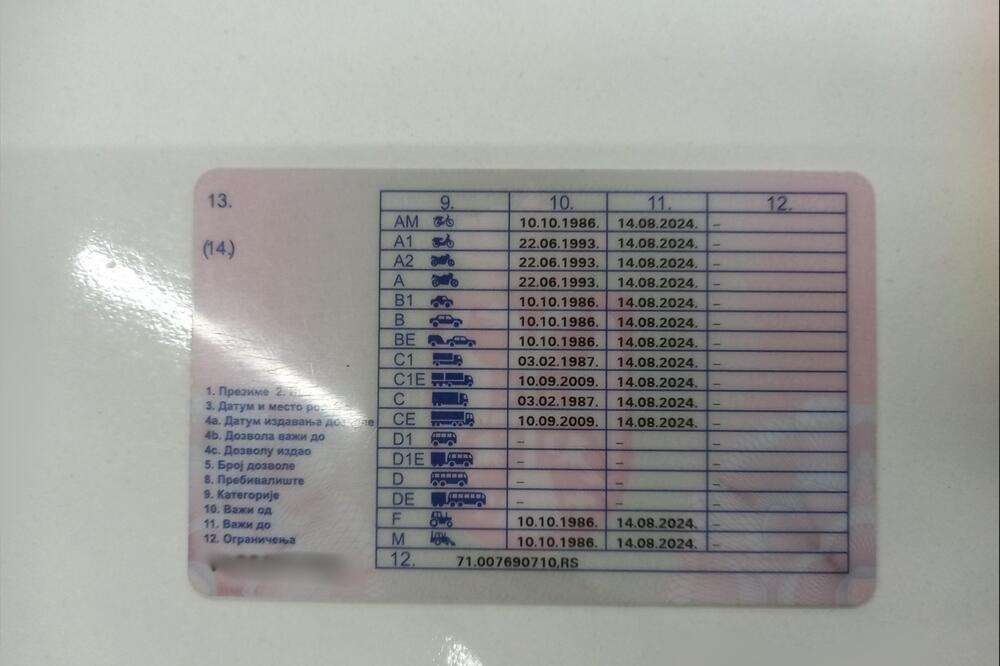 13.
(14.)
9. 10. 11. 12.
AM 10.10.1986. 14.08.2024. –
A1 22.06.1993. 14.08.2024. –
A2 22.06.1993. 14.08.2024. –
A 22.06.1993. 14.08.2024. –
B1 10.10.1986. 14.08.2024. –
B 10.10.1986. 14.08.2024. –
BE 10.10.1986. 14.08.2024. –
C1 03.02.1987. 14.08.2024. –
C1E 10.09.2009. 14.08.2024. –
C 03.02.1987. 14.08.2024. –
CE 10.09.2009. 14.08.2024. –
D1 – – –
D1E – – –
D – – –
DE – – –
F 10.10.1986. 14.08.2024. –
M 10.10.1986. 14.08.2024. –
12. 71.007690710.RS
1. Презиме 2.
3. Датум и место
4a. Датум издавања дозволе
4b. Дозвола важи до
4c. Дозволу издао
5. Број дозволе
8. Пребивалиште
9. Категорије
10. Важи од
11. Важи до
12. Ограничења